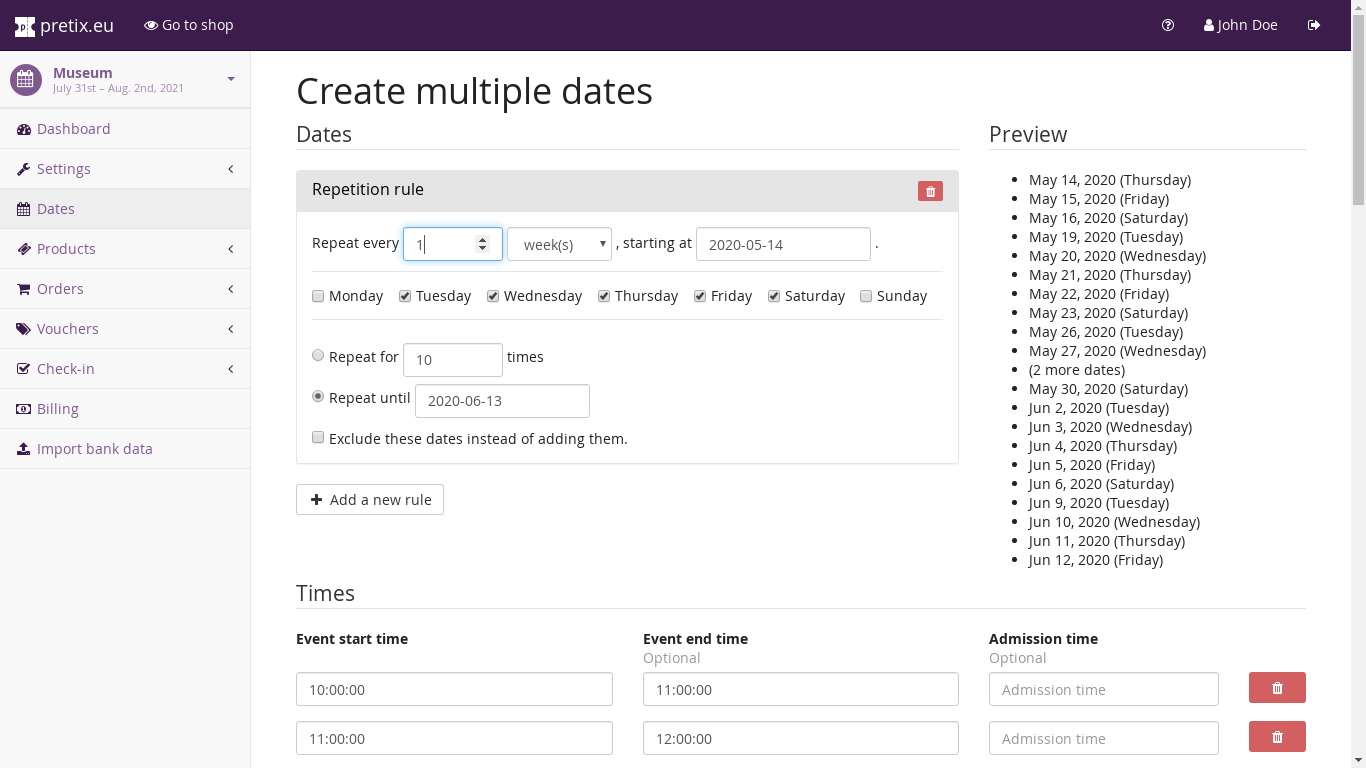 pretix.eu Go to shop John Doe
Museum
July 31st – Aug. 2nd, 2021
Dashboard
Settings
Dates
Products
Orders
Vouchers
Check-in
Billing
Import bank data
Create multiple dates
Dates
Repetition rule
Repeat every 1 week(s) , starting at 2020-05-14 .
Monday Tuesday Wednesday Thursday Friday Saturday Sunday
Repeat for 10 times
Repeat until 2020-06-13
Exclude these dates instead of adding them.
Add a new rule
Preview
May 14, 2020 (Thursday)
May 15, 2020 (Friday)
May 16, 2020 (Saturday)
May 19, 2020 (Tuesday)
May 20, 2020 (Wednesday)
May 21, 2020 (Thursday)
May 22, 2020 (Friday)
May 23, 2020 (Saturday)
May 26, 2020 (Tuesday)
May 27, 2020 (Wednesday)
(2 more dates)
May 30, 2020 (Saturday)
Jun 2, 2020 (Tuesday)
Jun 3, 2020 (Wednesday)
Jun 4, 2020 (Thursday)
Jun 5, 2020 (Friday)
Jun 6, 2020 (Saturday)
Jun 9, 2020 (Tuesday)
Jun 10, 2020 (Wednesday)
Jun 11, 2020 (Thursday)
Jun 12, 2020 (Friday)
Times
Event start time Event end time Admission time
Optional Optional
10:00:00 11:00:00 Admission time
11:00:00 12:00:00 Admission time